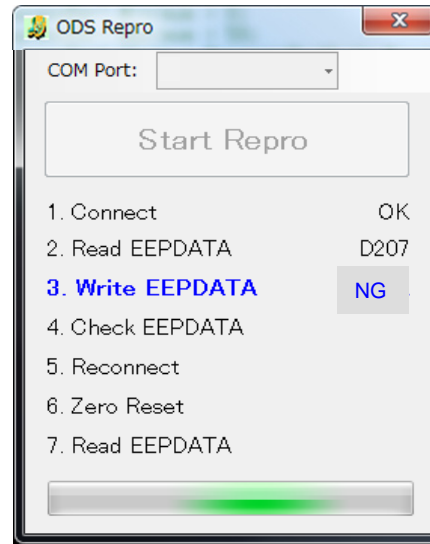 ODS Repro
COM Port:
Start Repro
1. Connect OK
2. Read EEPDATA D207
3. Write EEPDATA NG
4. Check EEPDATA
5. Reconnect
6. Zero Reset
7. Read EEPDATA